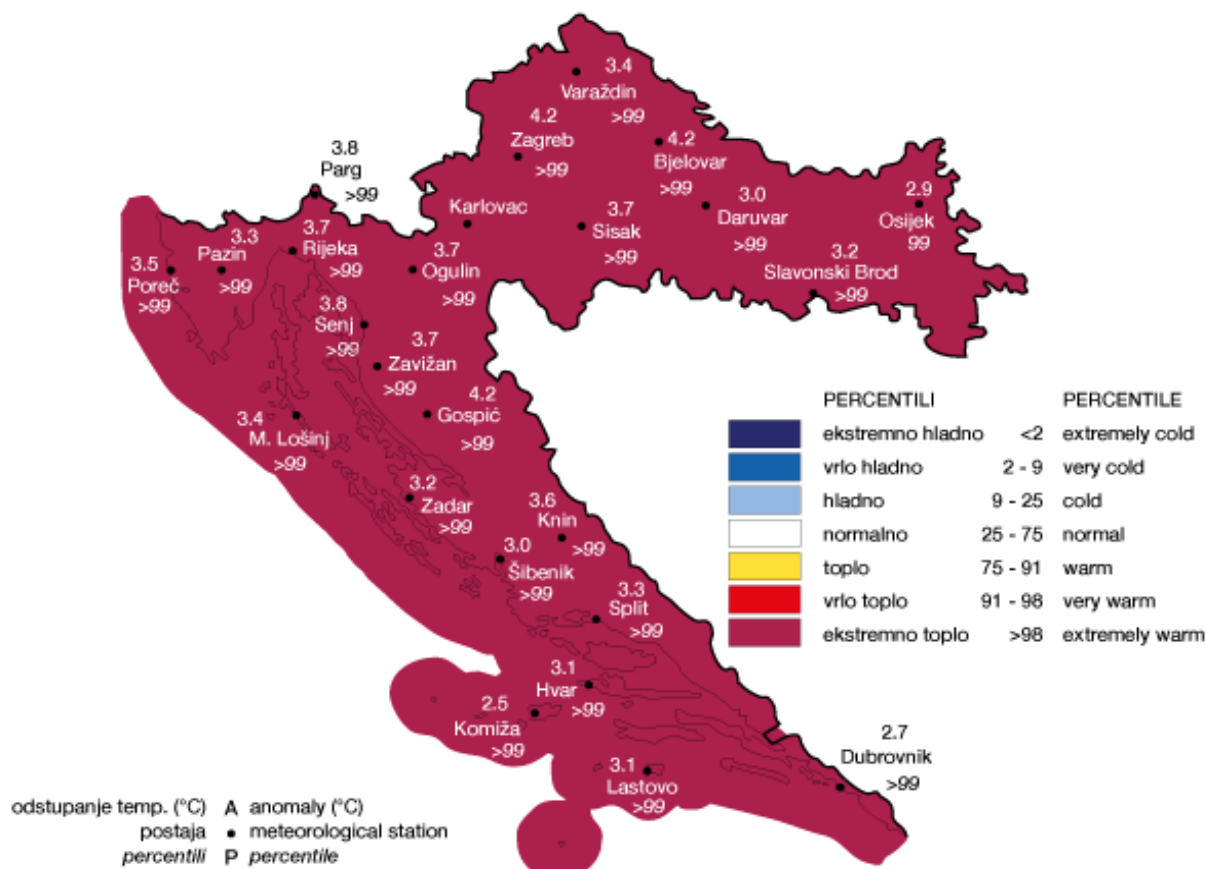 3.4
Varaždin
>99
4.2
Zagreb
>99
4.2
Bjelovar
>99
3.8
Parg
>99
3.0
Daruvar
>99
2.9
Osijek
99
Karlovac
3.7
Sisak
>99
3.2
Slavonski Brod
>99
3.5
Poreč
>99
3.3
Pazin
>99
3.7
Rijeka
>99
3.7
Ogulin
>99
3.8
Senj
>99
3.7
Zavižan
>99
4.2
Gospić
>99
3.4
M. Lošinj
>99
3.2
Zadar
>99
3.6
Knin
>99
3.0
Šibenik
>99
3.3
Split
>99
3.1
Hvar
>99
2.5
Komiža
>99
3.1
Lastovo
>99
2.7
Dubrovnik
>99
PERCENTILI PERCENTILE
ekstremno hladno <2 extremely cold
vrlo hladno 2 - 9 very cold
hladno 9 - 25 cold
normalno 25 - 75 normal
toplo 75 - 91 warm
vrlo toplo 91 - 98 very warm
ekstremno toplo >98 extremely warm
odstupanje temp. (°C) A anomaly (°C)
postaja • meteorological station
percentili P percentile